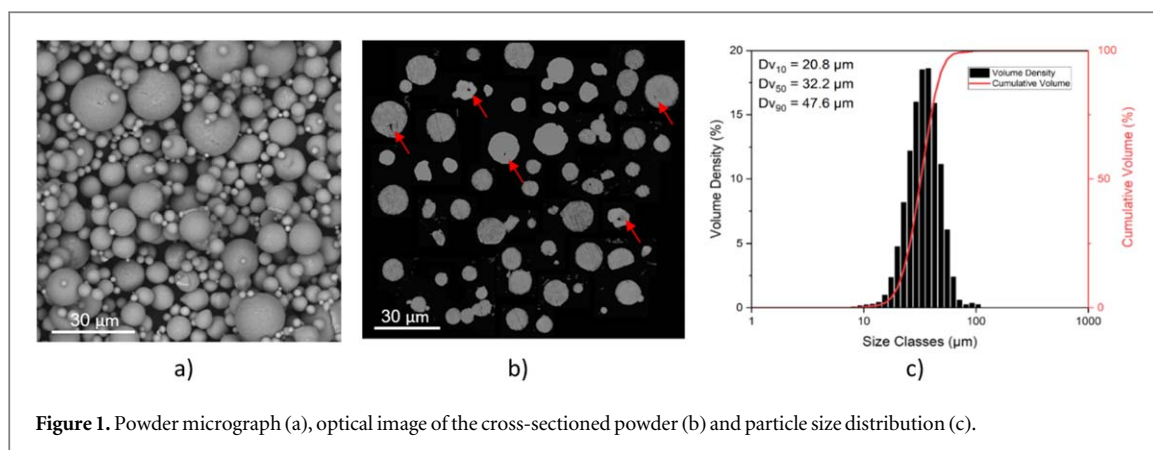 30 µm
a)
30 µm
b)
Dv10 = 20.8 µm
Dv50 = 32.2 µm
Dv90 = 47.6 µm
Volume Density
Cumulative Volume
Volume Density (%)
20
15
10
5
0
Cumulative Volume (%)
100
50
0
1
10
100
1000
Size Classes (µm)
c)
Figure 1. Powder micrograph (a), optical image of the cross-sectioned powder (b) and particle size distribution (c).